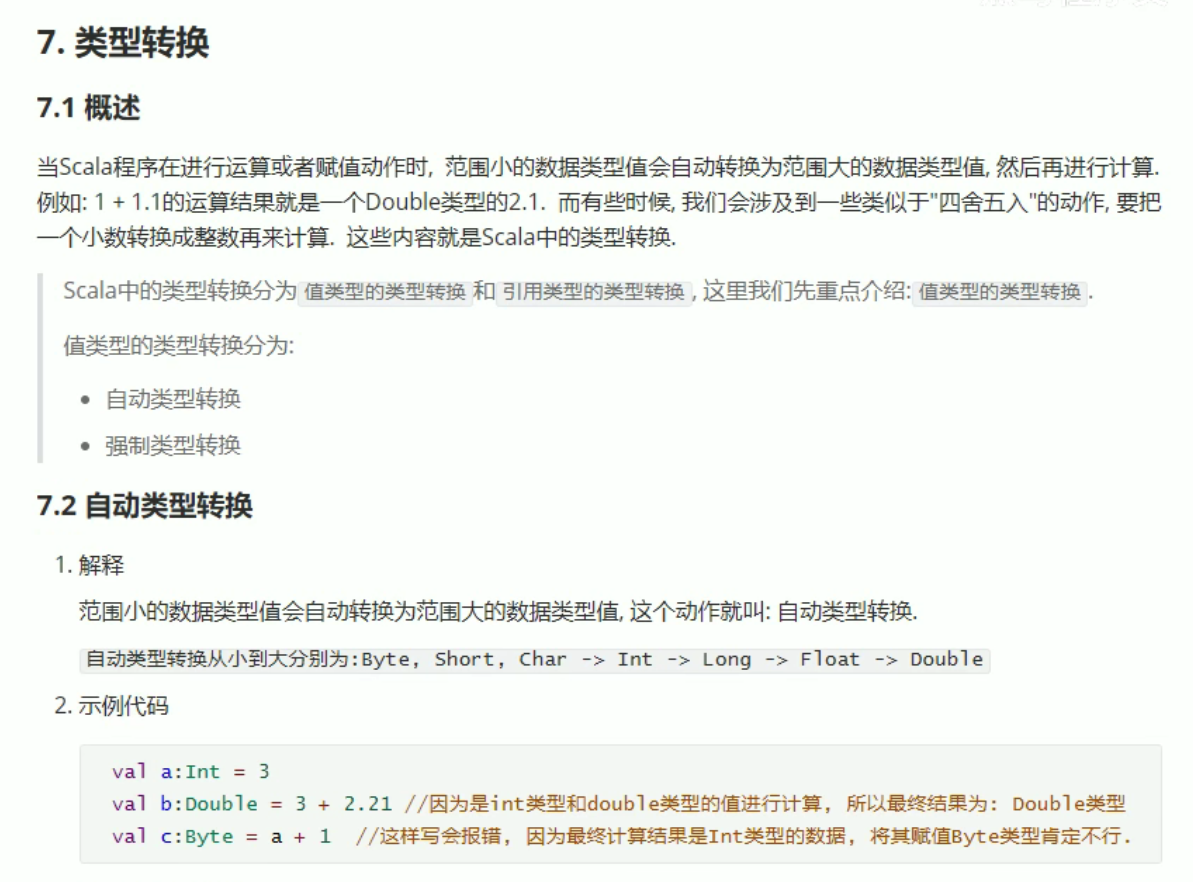 7. 类型转换
7.1 概述
当Scala程序在进行运算或者赋值动作时, 范围小的数据类型值会自动转换为范围大的数据类型值, 然后再进行计算.
例如: 1 + 1.1的运算结果就是一个Double类型的2.1. 而有些时候, 我们会涉及到一些类似于"四舍五入"的动作, 要把
一个小数转换成整数再来计算. 这些内容就是Scala中的类型转换.
Scala中的类型转换分为 值类型的类型转换 和 引用类型的类型转换 , 这里我们先重点介绍: 值类型的类型转换 .
值类型的类型转换分为:
• 自动类型转换
• 强制类型转换
7.2 自动类型转换
1. 解释
范围小的数据类型值会自动转换为范围大的数据类型值, 这个动作就叫: 自动类型转换.
自动类型转换从小到大分别为:Byte, Short, Char -> Int -> Long -> Float -> Double
2. 示例代码
val a:Int = 3
val b:Double = 3 + 2.21 //因为是int类型和double类型的值进行计算, 所以最终结果为: Double类型
val c:Byte = a + 1 //这样写会报错, 因为最终计算结果是Int类型的数据, 将其赋值Byte类型肯定不行.